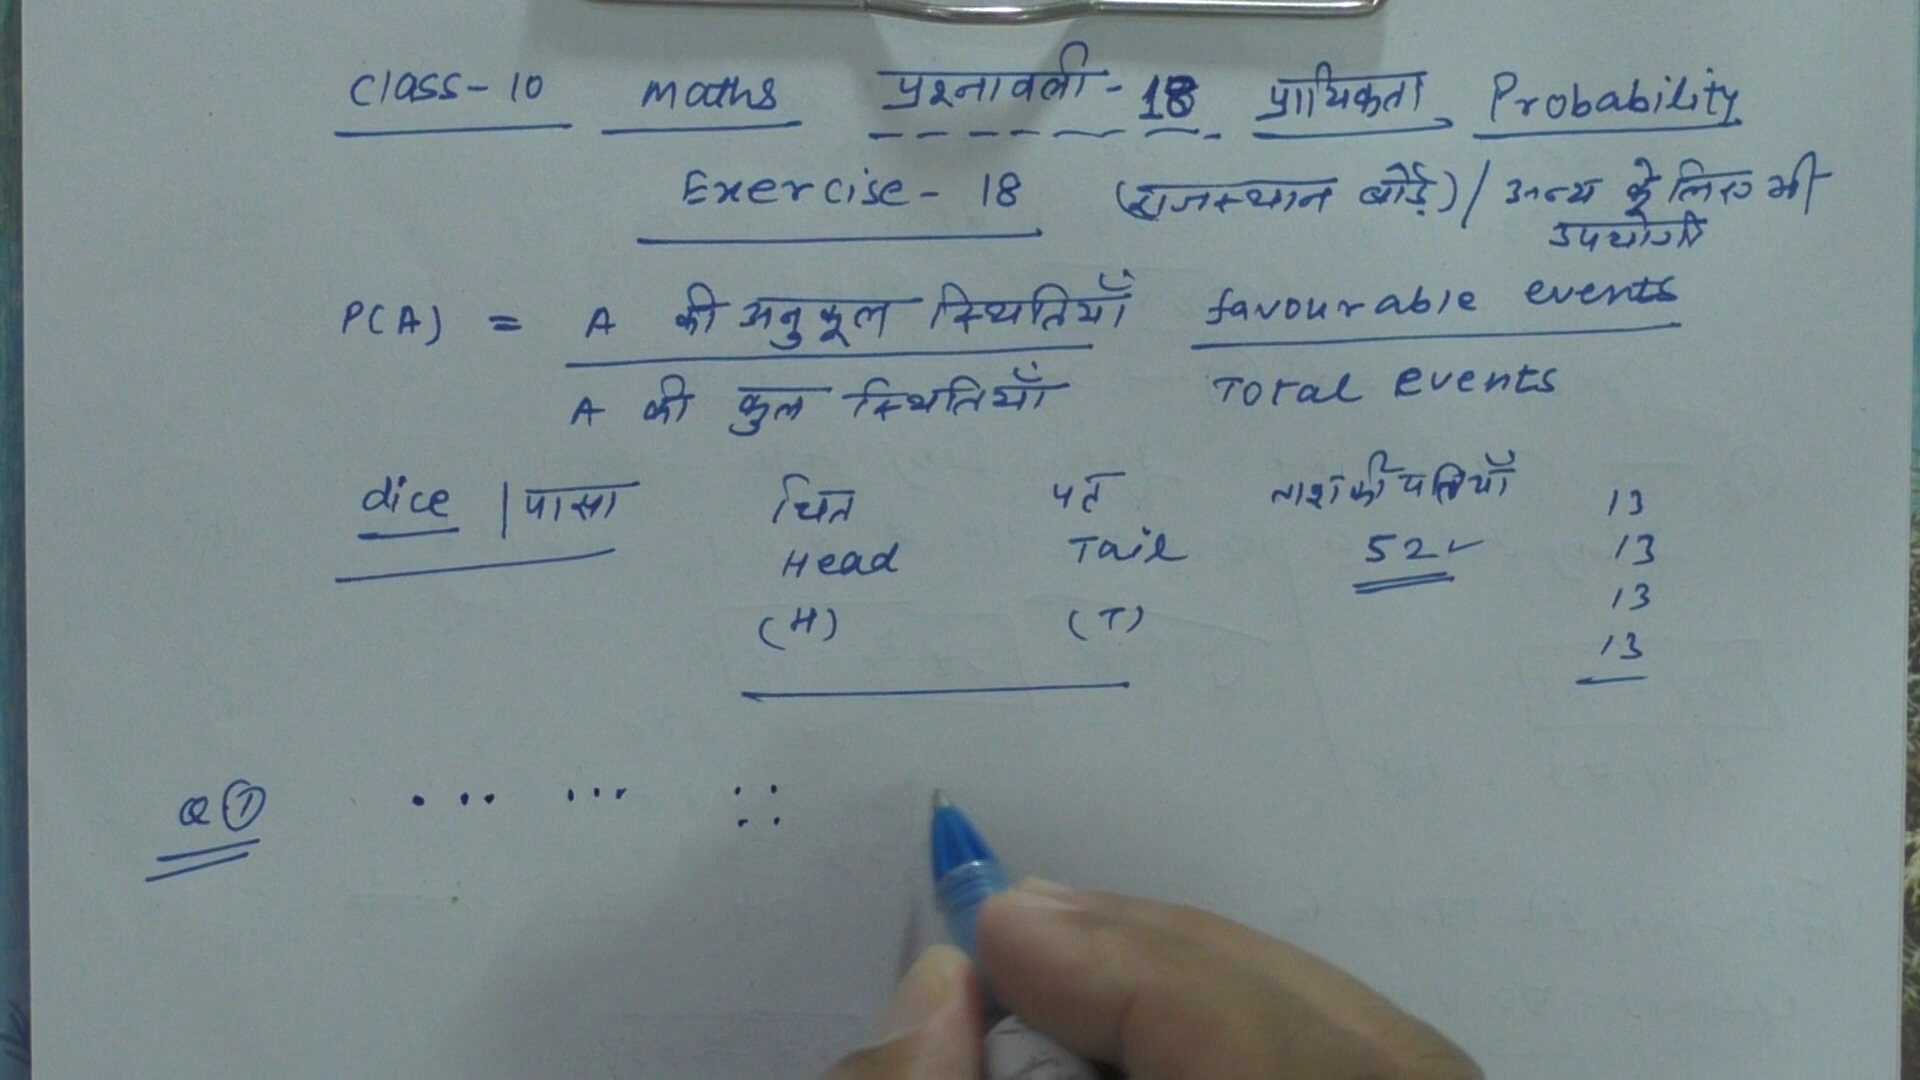 Class-10 Maths प्रश्नावली-18 प्रायिकता Probability
Exercise-18 (राजस्थान बोर्ड) / अन्य के लिए भी
उपयोगी
P(A) = A की अनुकूल स्थितियाँ favourable events
A की कुल स्थितियाँ Total events
dice | पासा चित पट ताश की पत्तियाँ 13
Head Tail 52 ✓ 13
(H) (T) 13
13
Q ①